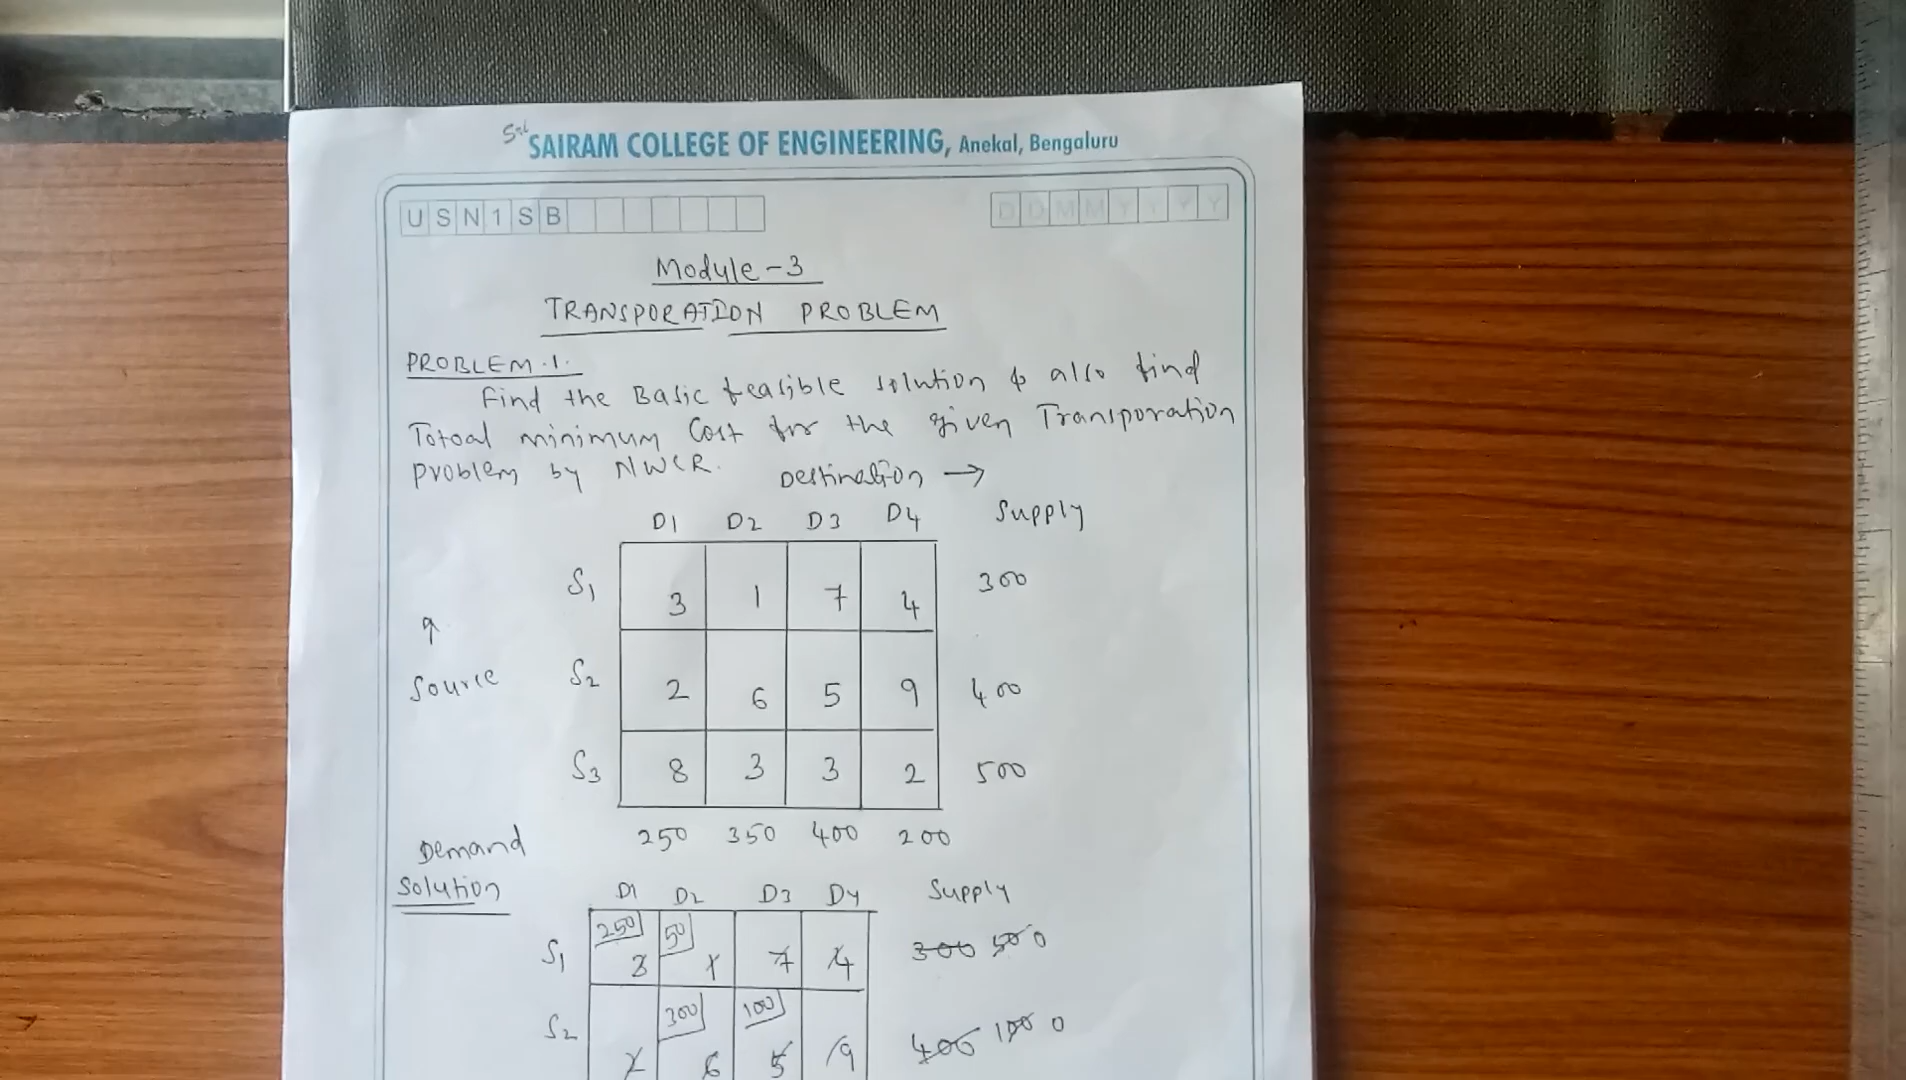 Sri SAIRAM COLLEGE OF ENGINEERING, Anekal, Bengaluru
USN1SB DDMMYYYY
Module-3
TRANSPORATION PROBLEM
PROBLEM.1.
Find the Basic feasible solution & also find
Totoal minimum Cost for the given Transporation
Problem by NWCR.
Destination →
D1 D2 D3 D4 Supply
S1 3 1 7 4 300
Source
S2 2 6 5 9 400
S3 8 3 3 2 500
Demand 250 350 400 200
Solution
D1 D2 D3 D4 Supply
250 50
S1 3 1 7 4 300 50 0
300 100
S2 2 6 5 9 400 100 0